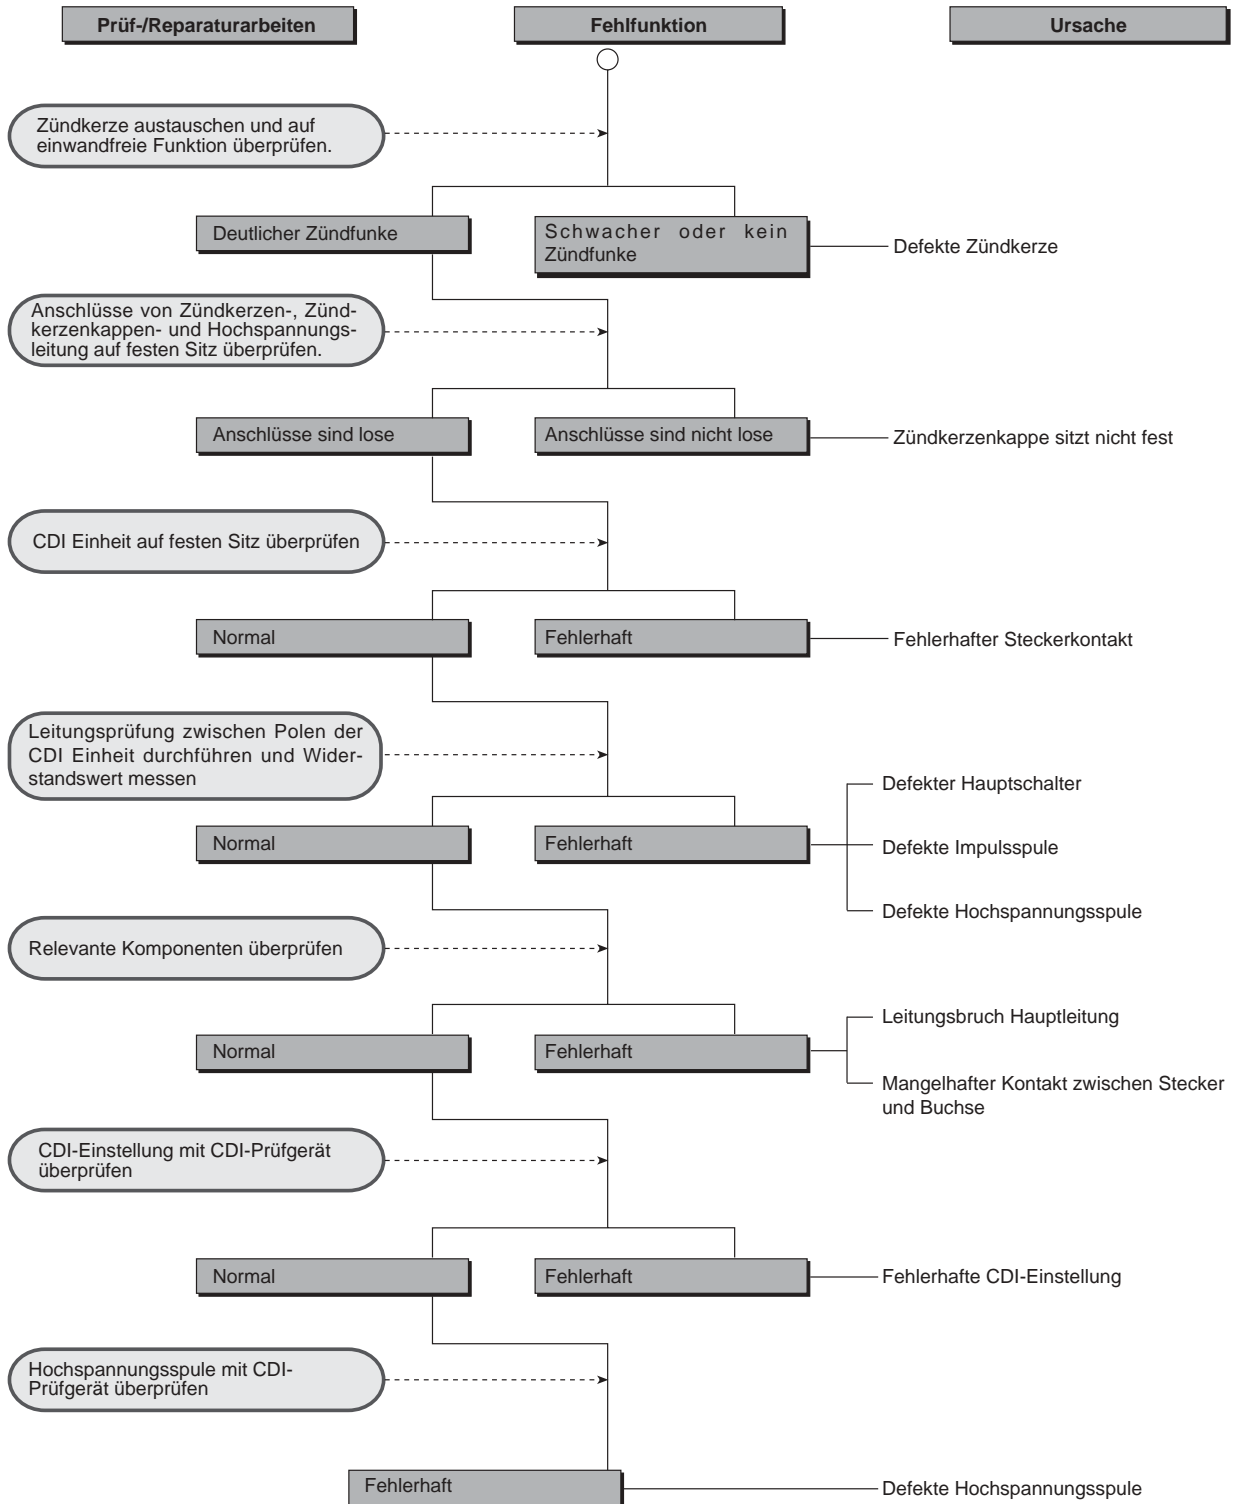 Prüf-/Reparaturarbeiten
Fehlfunktion
Ursache
Zündkerze austauschen und auf
einwandfreie Funktion überprüfen.
Deutlicher Zündfunke
Schwacher oder kein
Zündfunke
Defekte Zündkerze
Anschlüsse von Zündkerzen-, Zünd-
kerzenkappen- und Hochspannungs-
leitung auf festen Sitz überprüfen.
Anschlüsse sind lose
Anschlüsse sind nicht lose
Zündkerzenkappe sitzt nicht fest
CDI Einheit auf festen Sitz überprüfen
Normal
Fehlerhaft
Fehlerhafter Steckerkontakt
Leitungsprüfung zwischen Polen der
CDI Einheit durchführen und Wider-
standswert messen
Normal
Fehlerhaft
Defekter Hauptschalter
Defekte Impulsspule
Defekte Hochspannungsspule
Relevante Komponenten überprüfen
Normal
Fehlerhaft
Leitungsbruch Hauptleitung
Mangelhafter Kontakt zwischen Stecker
und Buchse
CDI-Einstellung mit CDI-Prüfgerät
überprüfen
Normal
Fehlerhaft
Fehlerhafte CDI-Einstellung
Hochspannungsspule mit CDI-
Prüfgerät überprüfen
Fehlerhaft
Defekte Hochspannungsspule